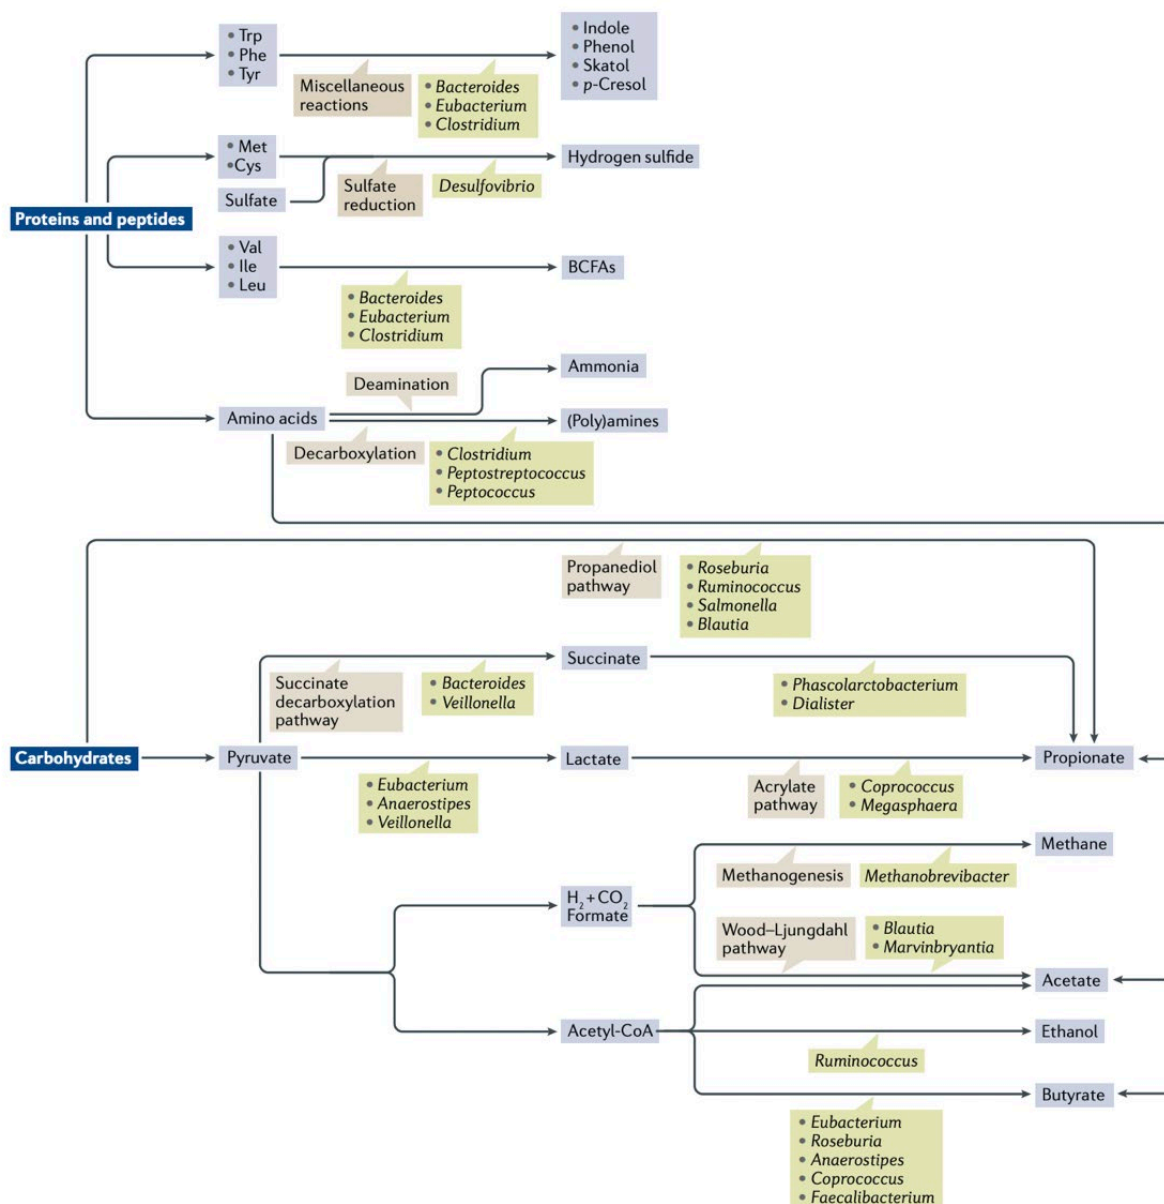 • Trp
• Phe
• Tyr
Miscellaneous
reactions
• Bacteroides
• Eubacterium
• Clostridium
• Indole
• Phenol
• Skatol
• p-Cresol
• Met
•Cys
Sulfate
Sulfate
reduction
Desulfovibrio
Hydrogen sulfide
Proteins and peptides
• Val
• Ile
• Leu
• Bacteroides
• Eubacterium
• Clostridium
BCFAs
Deamination
Ammonia
Amino acids
(Poly)amines
Decarboxylation
• Clostridium
• Peptostreptococcus
• Peptococcus
Propanediol
pathway
• Roseburia
• Ruminococcus
• Salmonella
• Blautia
Succinate
decarboxylation
pathway
• Bacteroides
• Veillonella
Succinate
• Phascolarctobacterium
• Dialister
Carbohydrates
Pyruvate
• Eubacterium
• Anaerostipes
• Veillonella
Lactate
Acrylate
pathway
• Coprococcus
• Megasphaera
Propionate
H₂ + CO₂
Formate
Methanogenesis
Methanobrevibacter
Methane
Wood–Ljungdahl
pathway
• Blautia
• Marvinbryantia
Acetate
Acetyl-CoA
Ruminococcus
Ethanol
Butyrate
• Eubacterium
• Roseburia
• Anaerostipes
• Coprococcus
• Faecalibacterium